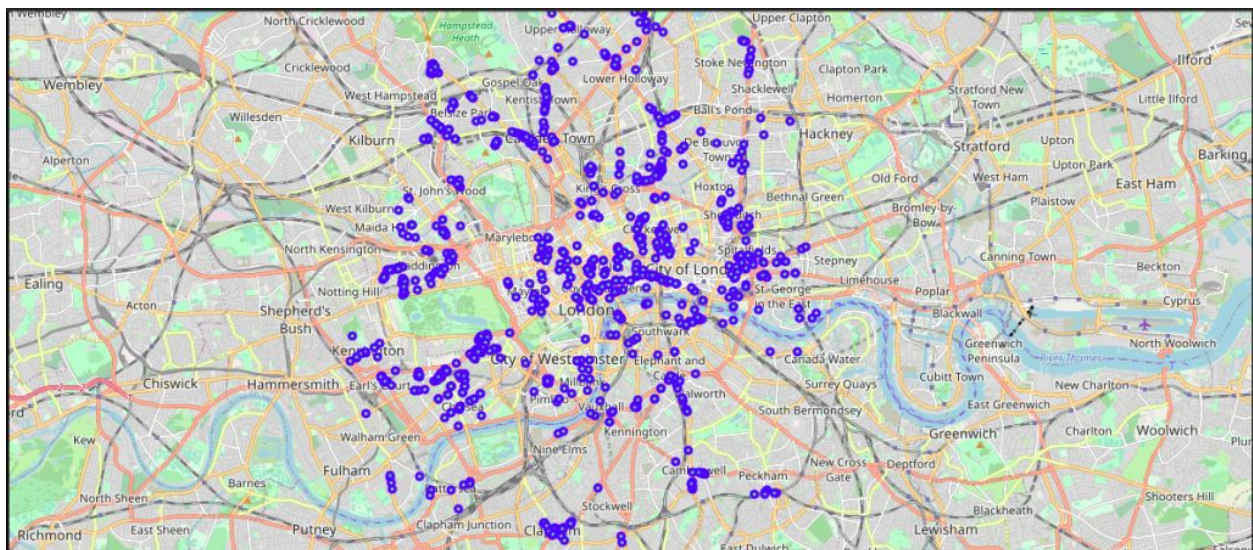 Wembley
North Cricklewood
Hampstead
Heath
Upper Holloway
Upper Clapton
Cricklewood
Wembley
Gospel Oak
Lower Holloway
Stoke Newington
Clapton Park
Ilford
West Hampstead
Kentish Town
Shacklewell
Homerton
Stratford New
Town
Little Ilford
Willesden
Belsize Park
Ball's Pond
Kilburn
Town
Hackney
Stratford
Upton
Barking
Alperton
De Beauvoir
Town
Old Ford
West Ham
Upton Park
East Ham
St. John's Wood
Hoxton
Bethnal Green
Plaistow
West Kilburn
Bromley-by-
Bow
Maida
North Kensington
Marylebone
Spitalfields
Stepney
Canning Town
Beckton
Ealing
Paddington
City of London
Limehouse
Poplar
Notting Hill
St. George
in the East
Cyprus
Acton
Shepherd's
Bush
London
Blackwall
Southwark
Greenwich
Peninsula
North Woolwich
Kensington
City of Westminster
Elephant and
Canada Water
River Thames
Chiswick
Hammersmith
Earl's Court
Millbank
Cubitt Town
New Charlton
Surrey Quays
Walworth
Chelsea
Pimlico
Vauxhall
South Bermondsey
East Greenwich
Kew
Walham Green
Kennington
Greenwich
Charlton
Woolwich
Nine Elms
Fulham
Camberwell
Peckham
New Cross
Gate
Deptford
Barnes
Battersea
North Sheen
Stockwell
Shooters Hill
Blackheath
Richmond
East Sheen
Putney
Clapham Junction
Clapham
Lewisham
East Dulwich